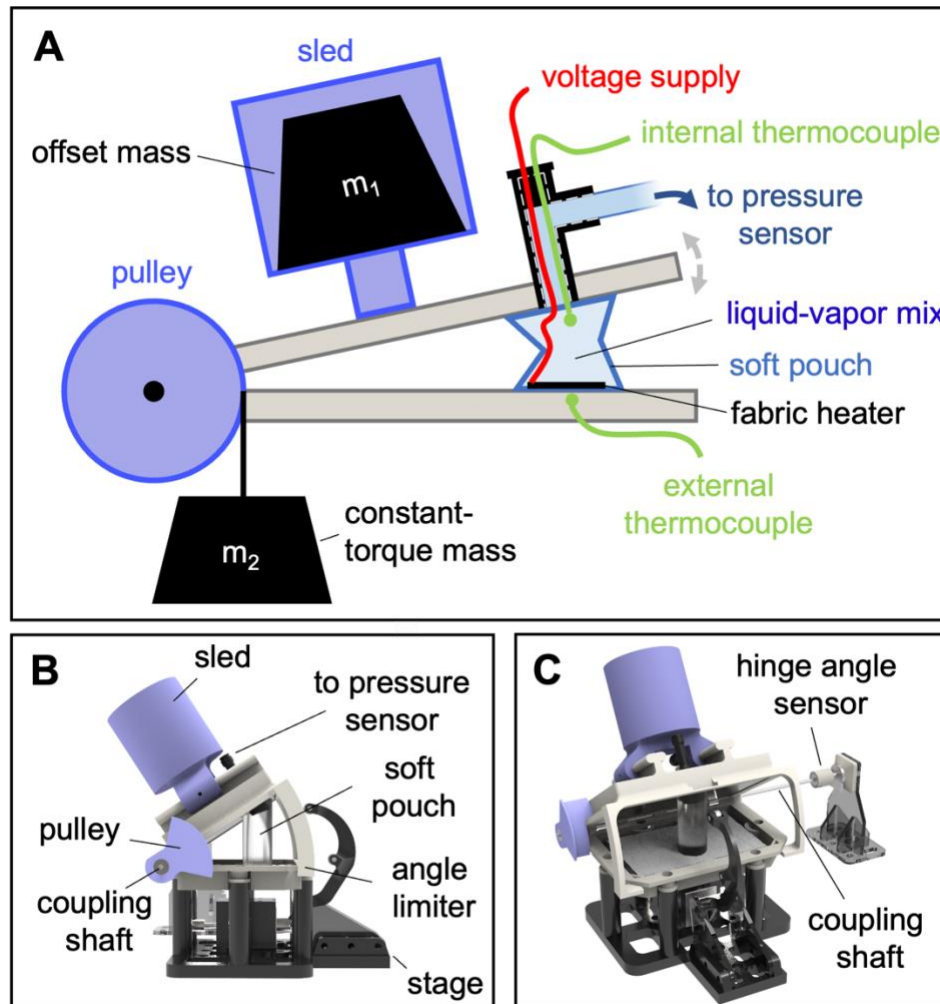 A
sled
voltage supply
internal thermocouple
offset mass
m1
to pressure
sensor
pulley
liquid-vapor mix
soft pouch
fabric heater
external
thermocouple
constant-
torque mass
m2
B
sled
to pressure
sensor
soft
pouch
pulley
coupling
shaft
angle
limiter
stage
C
hinge angle
sensor
coupling
shaft